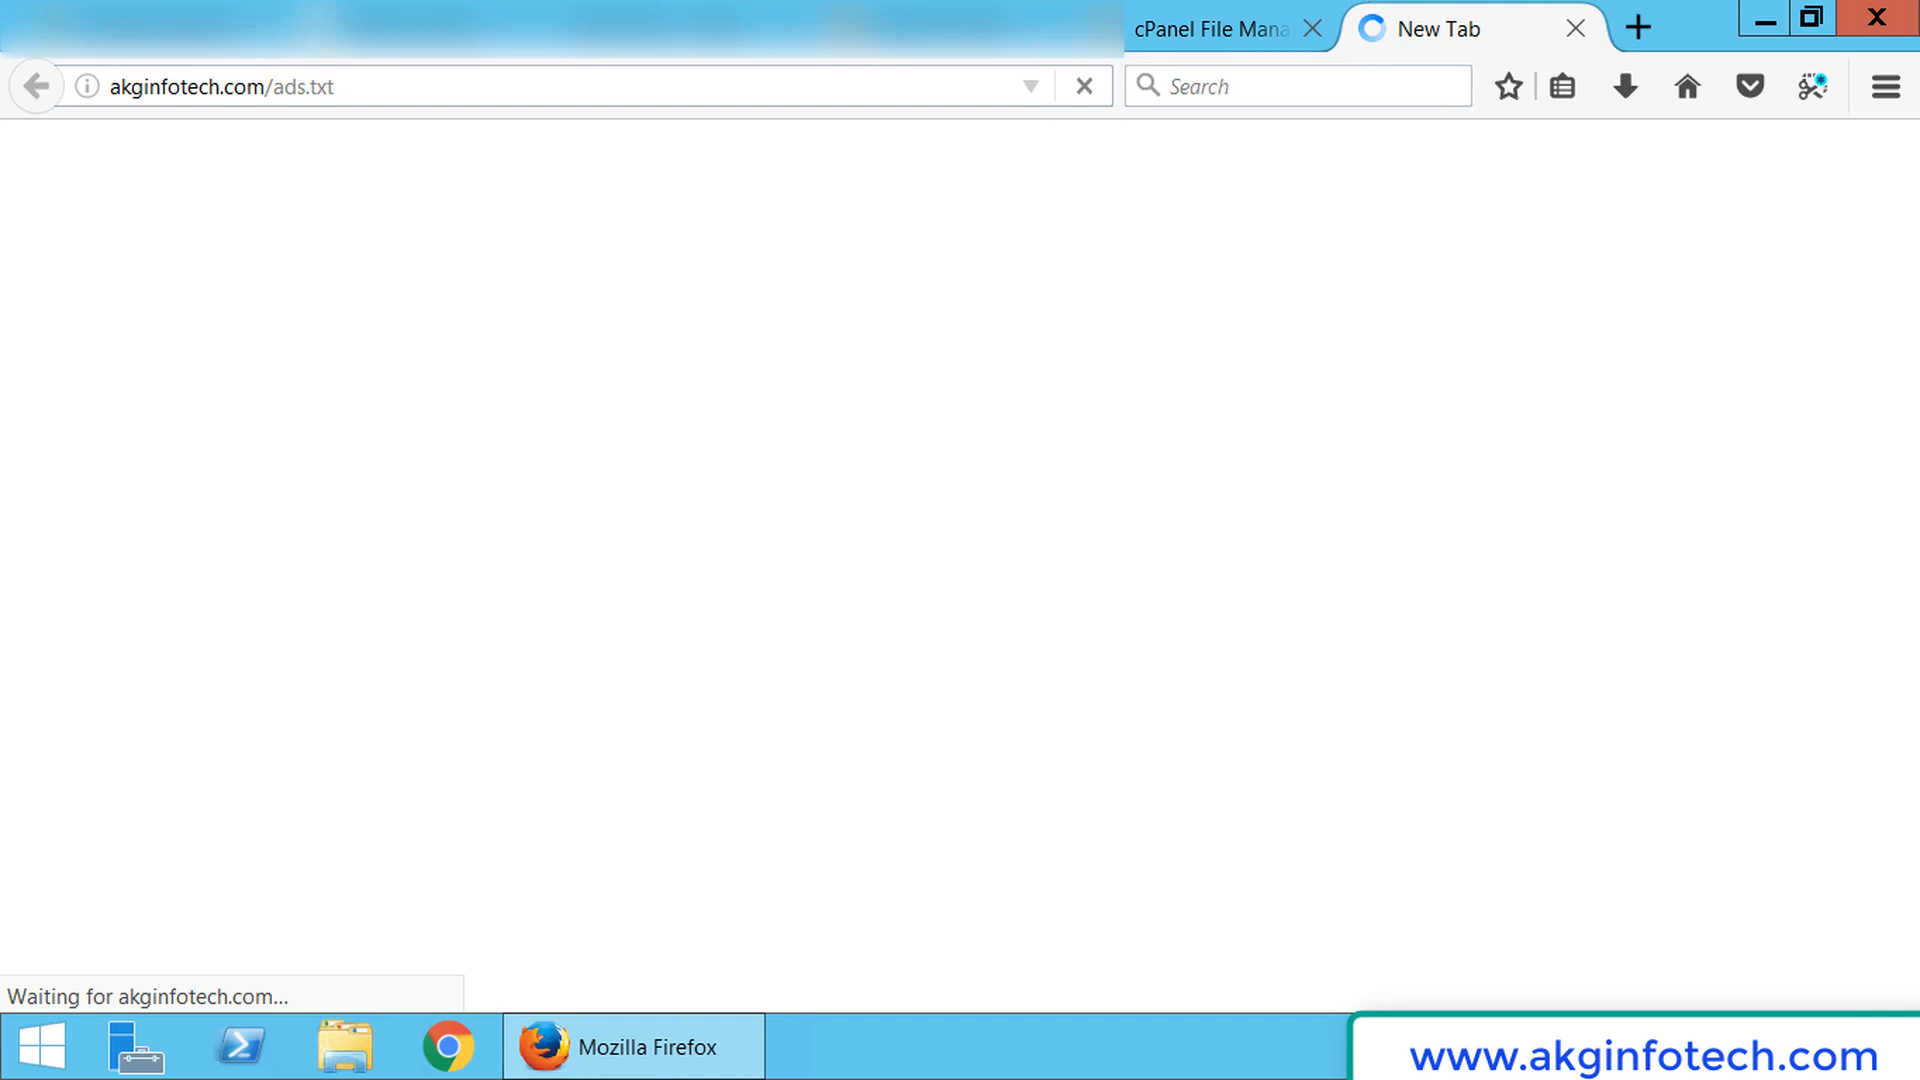 cPanel File Mana
New Tab
akginfotech.com/ads.txt
Search
Waiting for akginfotech.com...
Mozilla Firefox
www.akginfotech.com